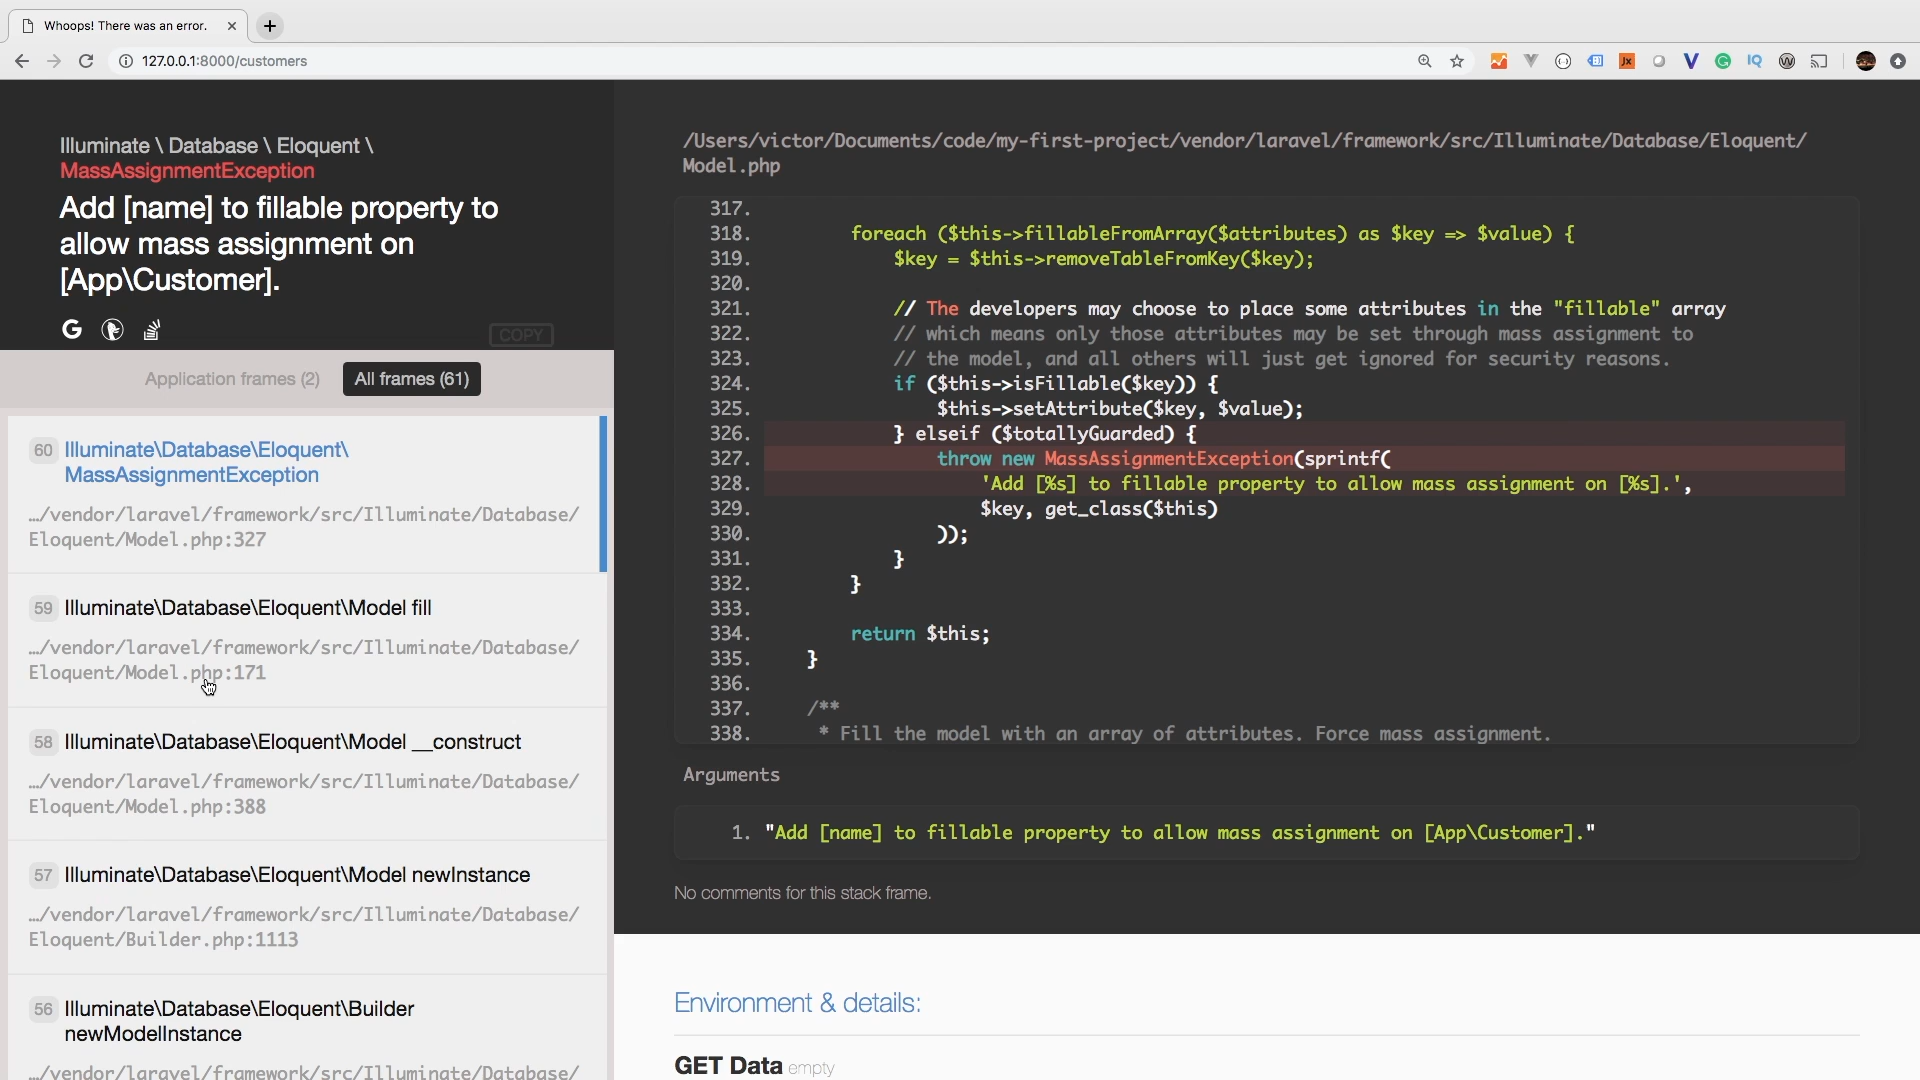 Whoops! There was an error.
127.0.0.1:8000/customers
Illuminate \ Database \ Eloquent \
MassAssignmentException
Add [name] to fillable property to
allow mass assignment on
[App\Customer].
COPY
Application frames (2)
All frames (61)
60 Illuminate\Database\Eloquent\
MassAssignmentException
…/vendor/laravel/framework/src/Illuminate/Database/
Eloquent/Model.php:327
59 Illuminate\Database\Eloquent\Model fill
…/vendor/laravel/framework/src/Illuminate/Database/
Eloquent/Model.php:171
58 Illuminate\Database\Eloquent\Model __construct
…/vendor/laravel/framework/src/Illuminate/Database/
Eloquent/Model.php:388
57 Illuminate\Database\Eloquent\Model newInstance
…/vendor/laravel/framework/src/Illuminate/Database/
Eloquent/Builder.php:1113
56 Illuminate\Database\Eloquent\Builder
newModelInstance
…/vendor/laravel/framework/src/Illuminate/Database/
/Users/victor/Documents/code/my-first-project/vendor/laravel/framework/src/Illuminate/Database/Eloquent/
Model.php
317.
318. foreach ($this->fillableFromArray($attributes) as $key => $value) {
319. $key = $this->removeTableFromKey($key);
320.
321. // The developers may choose to place some attributes in the "fillable" array
322. // which means only those attributes may be set through mass assignment to
323. // the model, and all others will just get ignored for security reasons.
324. if ($this->isFillable($key)) {
325. $this->setAttribute($key, $value);
326. } elseif ($totallyGuarded) {
327. throw new MassAssignmentException(sprintf(
328. 'Add [%s] to fillable property to allow mass assignment on [%s].',
329. $key, get_class($this)
330. ));
331. }
332. }
333.
334. return $this;
335. }
336.
337. /**
338. * Fill the model with an array of attributes. Force mass assignment.
Arguments
1. "Add [name] to fillable property to allow mass assignment on [App\Customer]."
No comments for this stack frame.
Environment & details:
GET Data empty